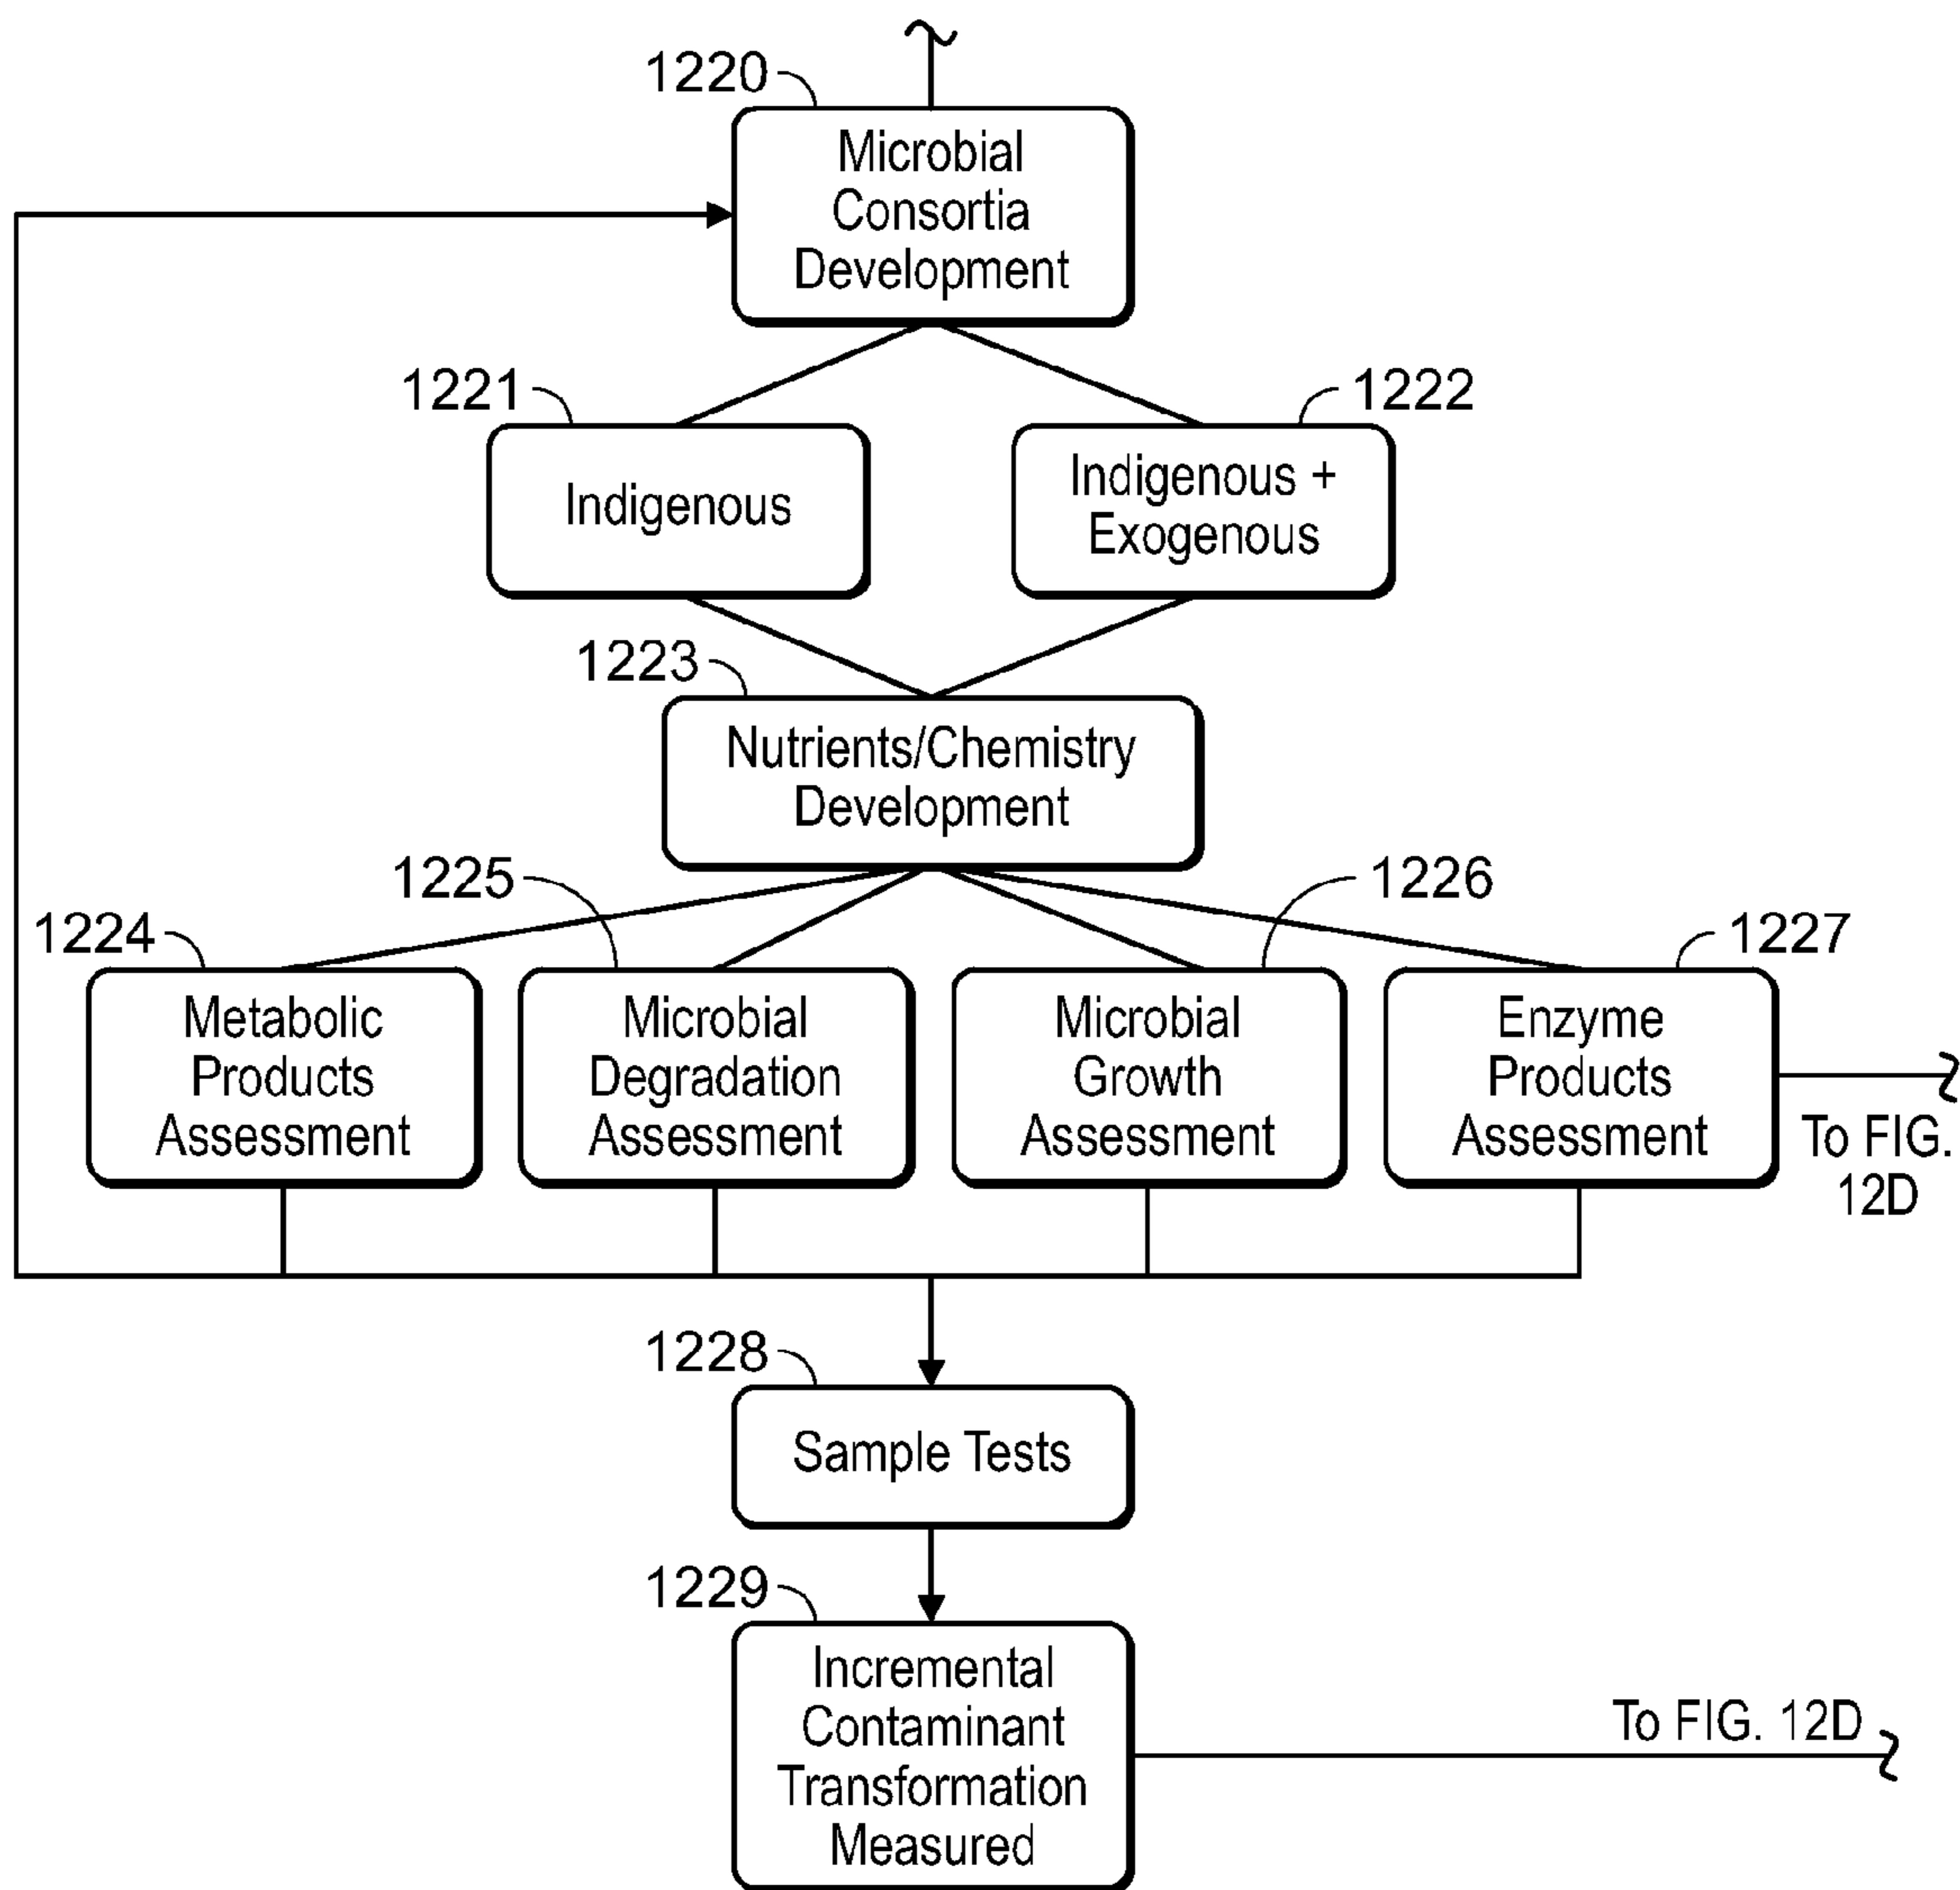 1220
Microbial
Consortia
Development
1221
Indigenous
1222
Indigenous +
Exogenous
1223
Nutrients/Chemistry
Development
1224
Metabolic
Products
Assessment
1225
Microbial
Degradation
Assessment
1226
Microbial
Growth
Assessment
1227
Enzyme
Products
Assessment
To FIG.
12D
1228
Sample Tests
1229
Incremental
Contaminant
Transformation
Measured
To FIG. 12D